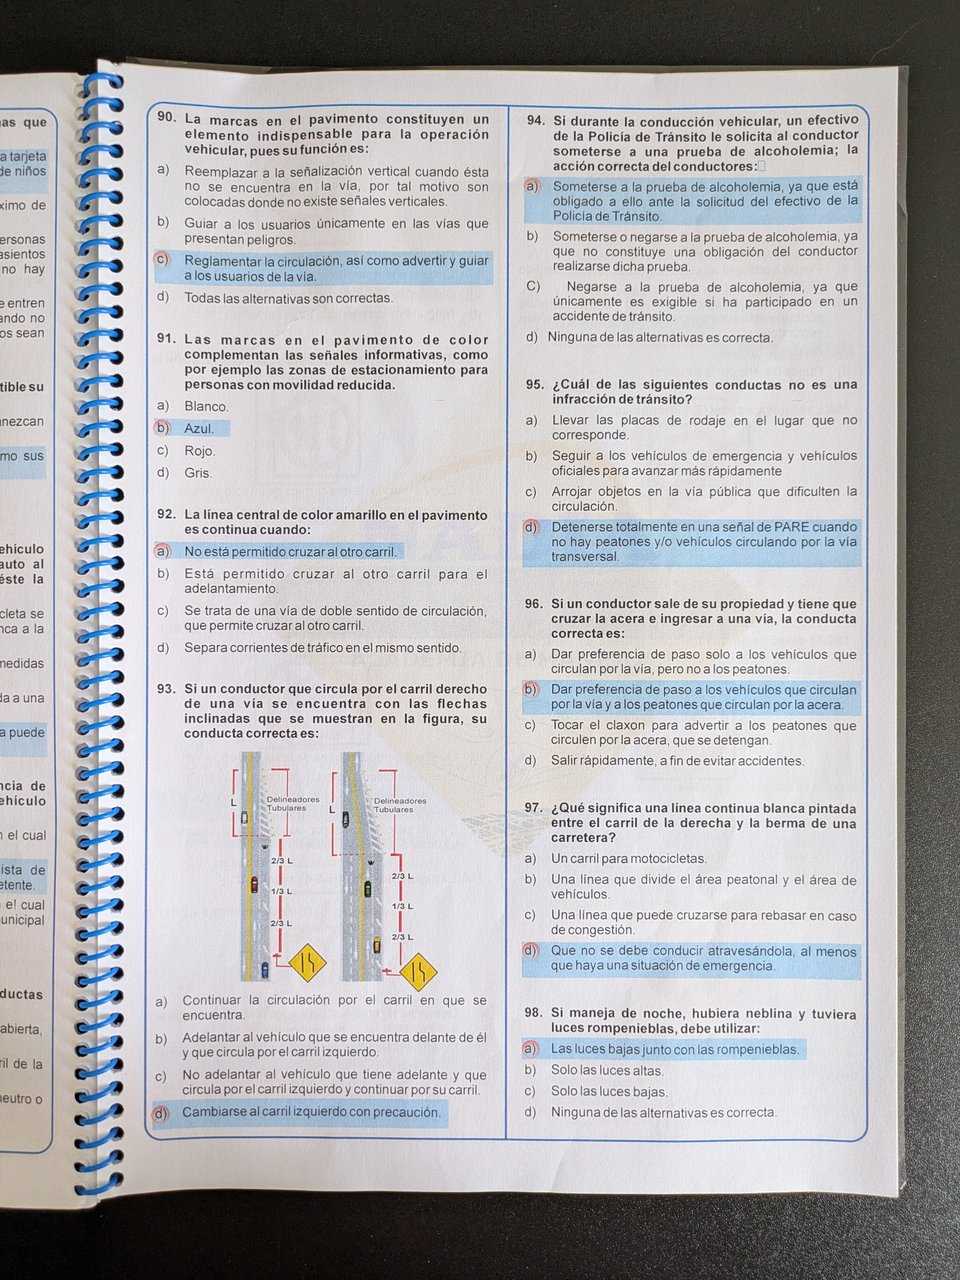 as que
a tarjeta
de niños
ximo de
ersonas
asientos
no hay
e entren
ando no
os sean
tible su
nezcan
mo sus
ehículo
auto al
éste la
cleta se
nca a la
medidas
da a una
a puede
ncia de
ehículo
n el cual
ista de
etente.
n el cual
unicipal
ductas
abierta,
ril de la
neutro o
90. La marcas en el pavimento constituyen un
elemento indispensable para la operación
vehicular, pues su función es:
a) Reemplazar a la señalización vertical cuando ésta
no se encuentra en la vía, por tal motivo son
colocadas donde no existe señales verticales.
b) Guiar a los usuarios únicamente en las vías que
presentan peligros.
c) Reglamentar la circulación, así como advertir y guiar
a los usuarios de la vía.
d) Todas las alternativas son correctas.
91. Las marcas en el pavimento de color
complementan las señales informativas, como
por ejemplo las zonas de estacionamiento para
personas con movilidad reducida.
a) Blanco.
b) Azul.
c) Rojo.
d) Gris.
92. La línea central de color amarillo en el pavimento
es continua cuando:
a) No está permitido cruzar al otro carril.
b) Está permitido cruzar al otro carril para el
adelantamiento.
c) Se trata de una vía de doble sentido de circulación,
que permite cruzar al otro carril.
d) Separa corrientes de tráfico en el mismo sentido.
93. Si un conductor que circula por el carril derecho
de una vía se encuentra con las flechas
inclinadas que se muestran en la figura, su
conducta correcta es:
L
Delineadores
Tubulares
2/3 L
1/3 L
2/3 L
L
Delineadores
Tubulares
2/3 L
1/3 L
2/3 L
a) Continuar la circulación por el carril en que se
encuentra.
b) Adelantar al vehículo que se encuentra delante de él
y que circula por el carril izquierdo.
c) No adelantar al vehículo que tiene adelante y que
circula por el carril izquierdo y continuar por su carril.
d) Cambiarse al carril izquierdo con precaución.
94. Si durante la conducción vehicular, un efectivo
de la Policía de Tránsito le solicita al conductor
someterse a una prueba de alcoholemia; la
acción correcta del conductores:
a) Someterse a la prueba de alcoholemia, ya que está
obligado a ello ante la solicitud del efectivo de la
Policía de Tránsito.
b) Someterse o negarse a la prueba de alcoholemia, ya
que no constituye una obligación del conductor
realizarse dicha prueba.
C) Negarse a la prueba de alcoholemia, ya que
únicamente es exigible si ha participado en un
accidente de tránsito.
d) Ninguna de las alternativas es correcta.
95. ¿Cuál de las siguientes conductas no es una
infracción de tránsito?
a) Llevar las placas de rodaje en el lugar que no
corresponde.
b) Seguir a los vehículos de emergencia y vehículos
oficiales para avanzar más rápidamente
c) Arrojar objetos en la vía pública que dificulten la
circulación.
d) Detenerse totalmente en una señal de PARE cuando
no hay peatones y/o vehículos circulando por la vía
transversal.
96. Si un conductor sale de su propiedad y tiene que
cruzar la acera e ingresar a una vía, la conducta
correcta es:
a) Dar preferencia de paso solo a los vehículos que
circulan por la vía, pero no a los peatones.
b) Dar preferencia de paso a los vehículos que circulan
por la vía y a los peatones que circulan por la acera.
c) Tocar el claxon para advertir a los peatones que
circulen por la acera, que se detengan.
d) Salir rápidamente, a fin de evitar accidentes.
97. ¿Qué significa una línea continua blanca pintada
entre el carril de la derecha y la berma de una
carretera?
a) Un carril para motocicletas.
b) Una línea que divide el área peatonal y el área de
vehículos.
c) Una línea que puede cruzarse para rebasar en caso
de congestión.
d) Que no se debe conducir atravesándola, al menos
que haya una situación de emergencia.
98. Si maneja de noche, hubiera neblina y tuviera
luces rompenieblas, debe utilizar:
a) Las luces bajas junto con las rompenieblas.
b) Solo las luces altas.
c) Solo las luces bajas.
d) Ninguna de las alternativas es correcta.